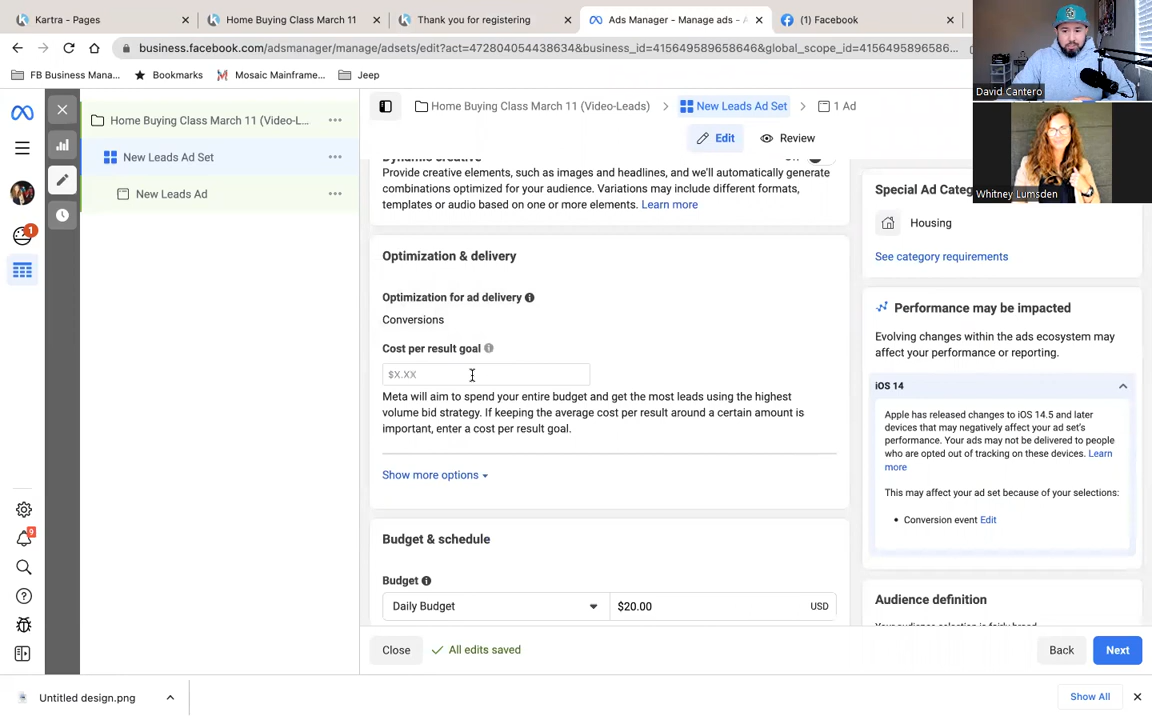 Kartra - Pages
Home Buying Class March 11
Thank you for registering
Ads Manager - Manage ads - A
(1) Facebook
business.facebook.com/adsmanager/manage/adsets/edit?act=472804054438634&business_id=415649589658646&global_scope_id=4156495896586...
FB Business Mana...
Bookmarks
Mosaic Mainframe...
Jeep
David Cantero
Whitney Lumsden
Home Buying Class March 11 (Video-L...
New Leads Ad Set
New Leads Ad
1
9
Home Buying Class March 11 (Video-Leads)
New Leads Ad Set
1 Ad
Edit
Review
Dynamic creative
Provide creative elements, such as images and headlines, and we'll automatically generate
combinations optimized for your audience. Variations may include different formats,
templates or audio based on one or more elements. Learn more
Optimization & delivery
Optimization for ad delivery
Conversions
Cost per result goal
$X.XX
Meta will aim to spend your entire budget and get the most leads using the highest
volume bid strategy. If keeping the average cost per result around a certain amount is
important, enter a cost per result goal.
Show more options
Budget & schedule
Budget
Daily Budget
$20.00
USD
Close
All edits saved
Back
Next
Special Ad Categ
Housing
See category requirements
Performance may be impacted
Evolving changes within the ads ecosystem may
affect your performance or reporting.
iOS 14
Apple has released changes to iOS 14.5 and later
devices that may negatively affect your ad set's
performance. Your ads may not be delivered to people
who are opted out of tracking on these devices. Learn
more
This may affect your ad set because of your selections:
• Conversion event Edit
Audience definition
Untitled design.png
Show All